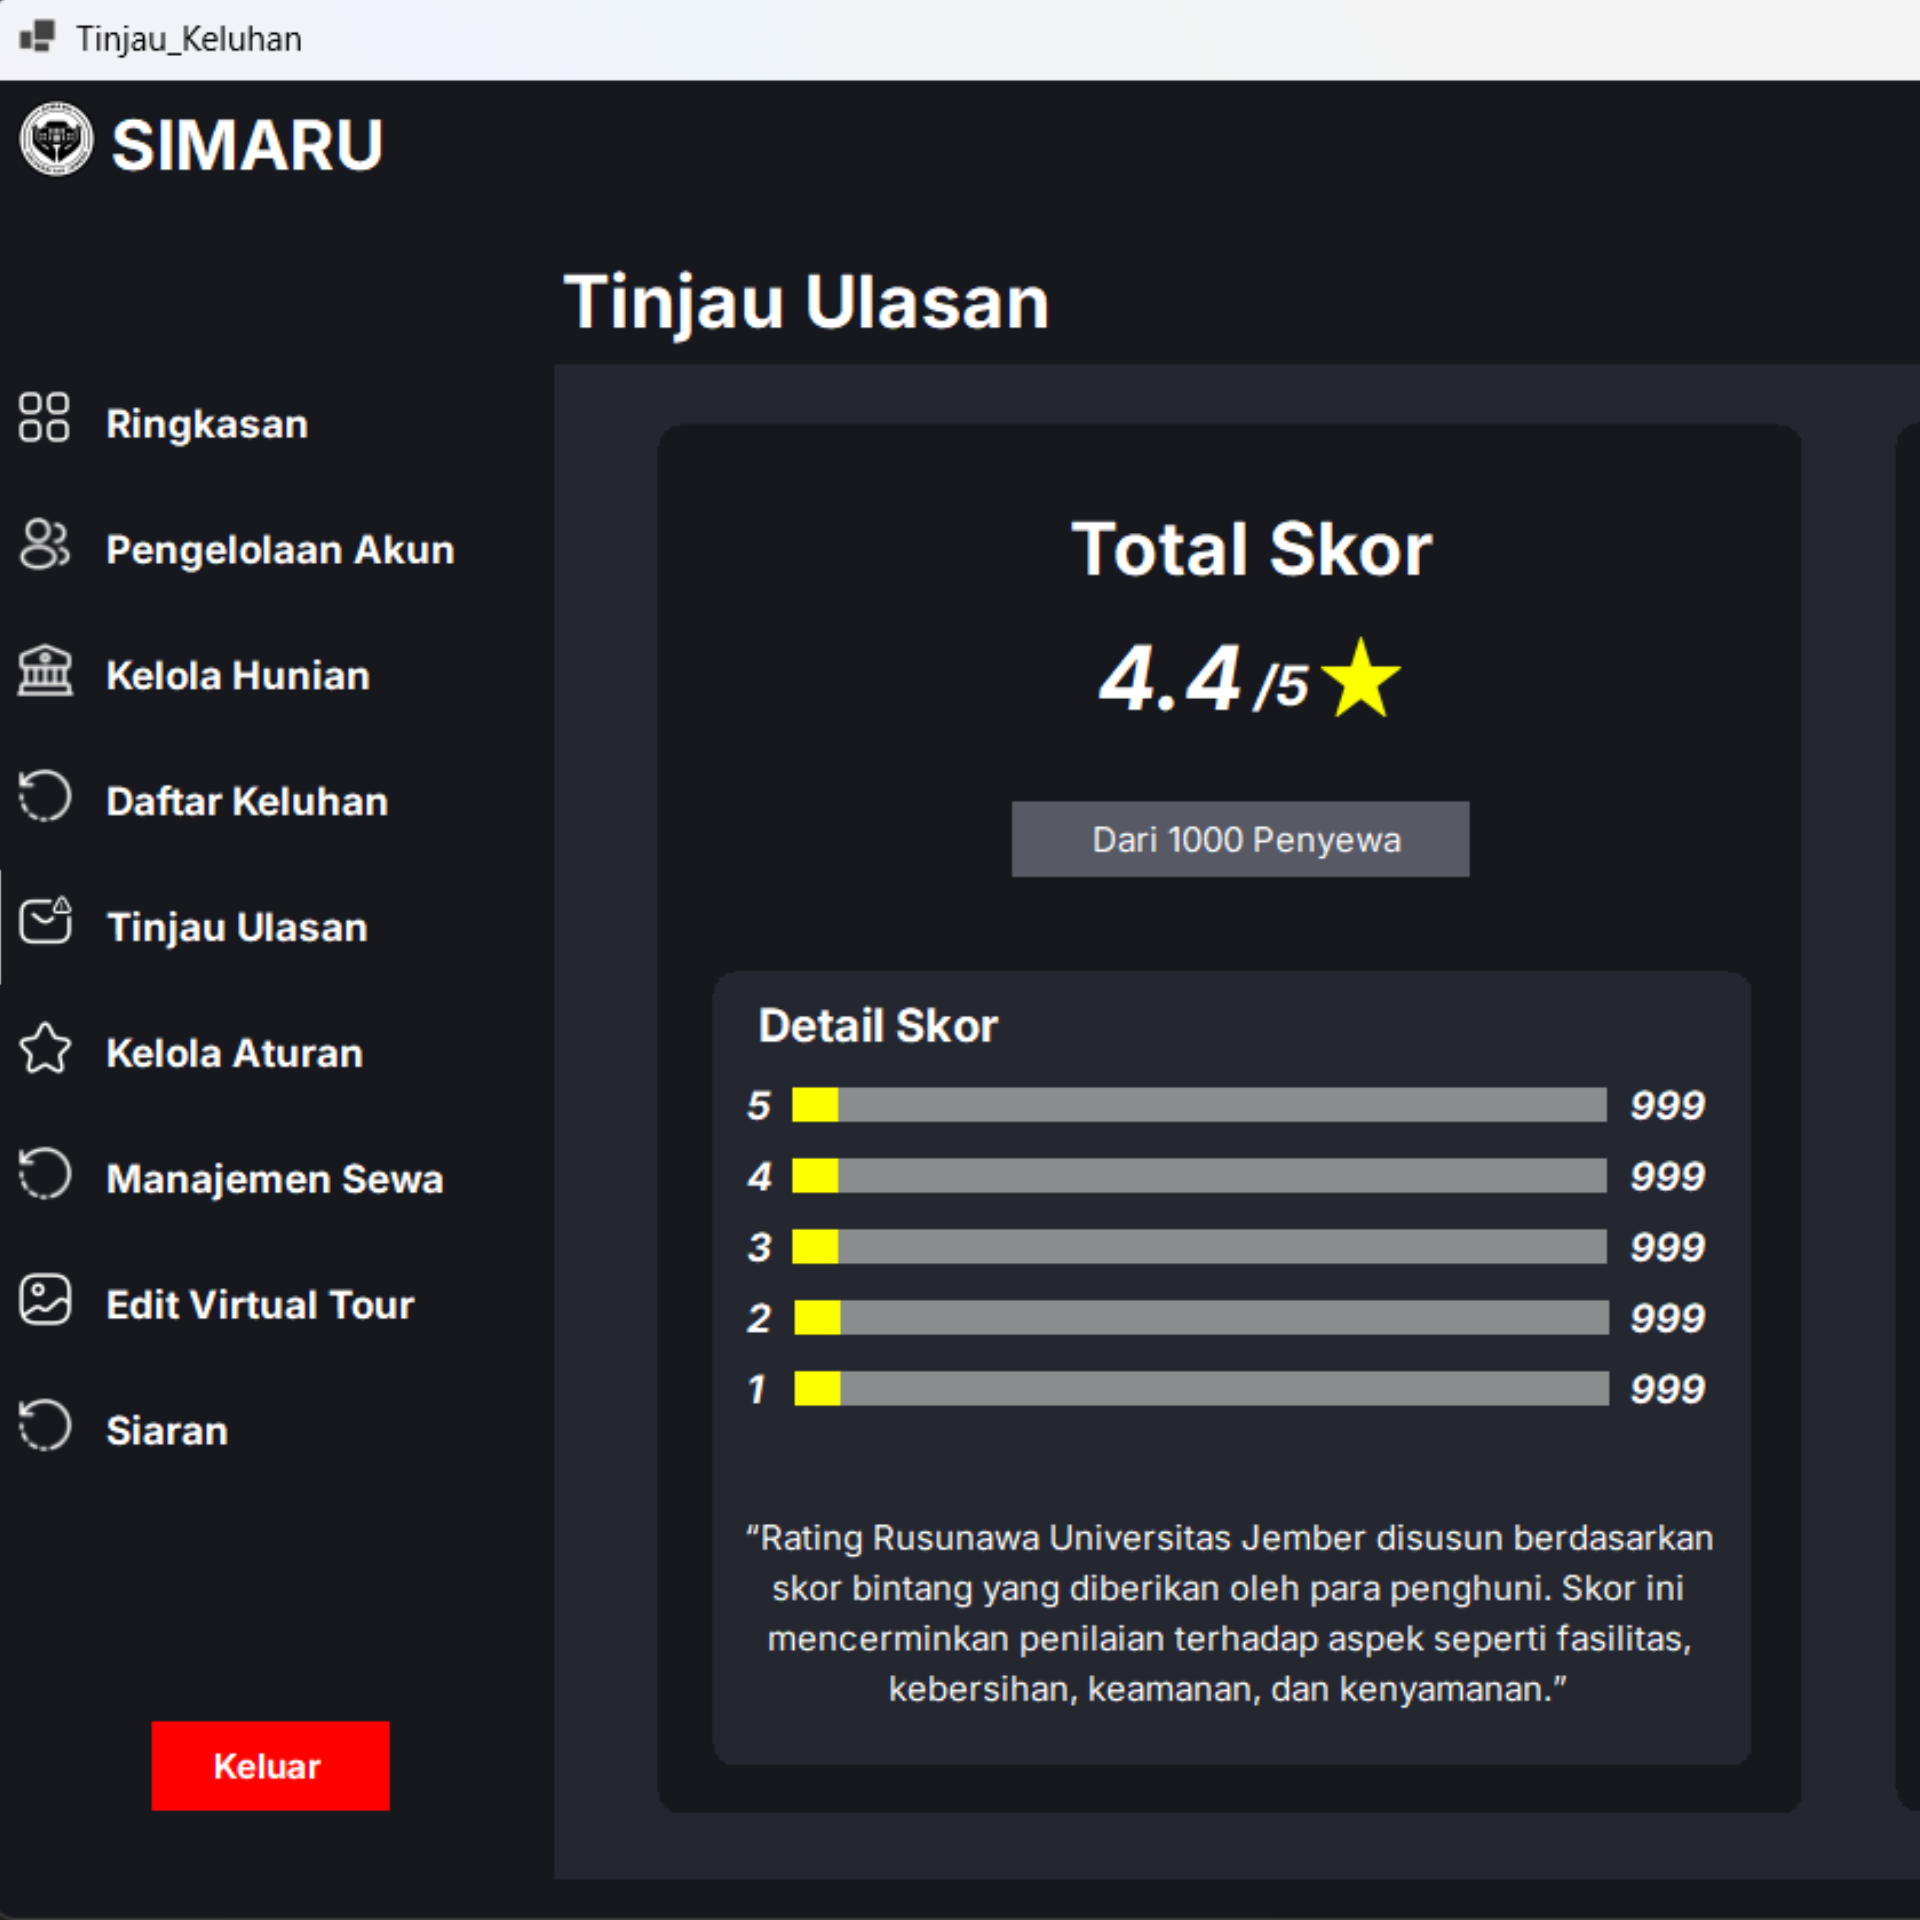 Tinjau_Keluhan
SIMARU
Tinjau Ulasan
Ringkasan
Pengelolaan Akun
Kelola Hunian
Daftar Keluhan
Tinjau Ulasan
Kelola Aturan
Manajemen Sewa
Edit Virtual Tour
Siaran
Keluar
Total Skor
4.4 /5
Dari 1000 Penyewa
Detail Skor
5 999
4 999
3 999
2 999
1 999
“Rating Rusunawa Universitas Jember disusun berdasarkan
skor bintang yang diberikan oleh para penghuni. Skor ini
mencerminkan penilaian terhadap aspek seperti fasilitas,
kebersihan, keamanan, dan kenyamanan.”